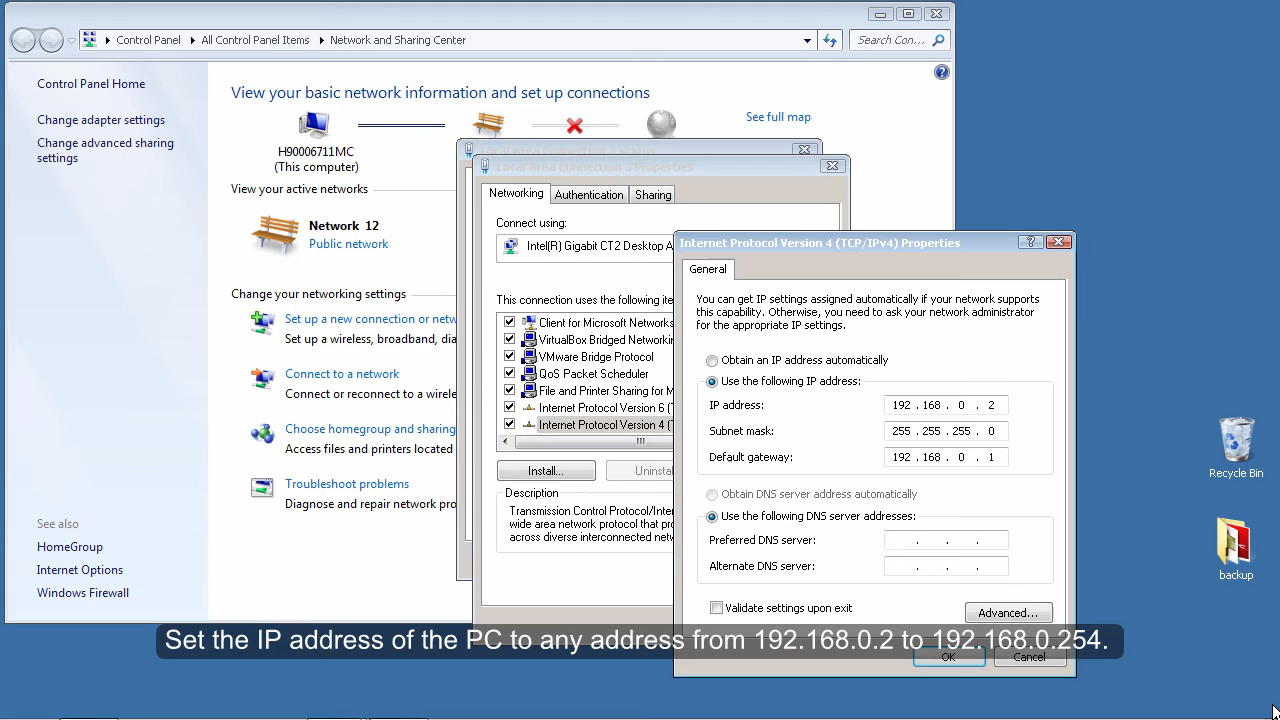 Control Panel
All Control Panel Items
Network and Sharing Center
Search Con...
Control Panel Home
Change adapter settings
Change advanced sharing
settings
See also
HomeGroup
Internet Options
Windows Firewall
View your basic network information and set up connections
See full map
H90006711MC
(This computer)
View your active networks
Network 12
Public network
Change your networking settings
Set up a new connection or netw
Set up a wireless, broadband, dia
Connect to a network
Connect or reconnect to a wirele
Choose homegroup and sharing
Access files and printers located
Troubleshoot problems
Diagnose and repair network pro
Local Area Connection 3 Properties
Networking
Authentication
Sharing
Connect using:
Intel(R) Gigabit CT2 Desktop A
This connection uses the following ite
Client for Microsoft Networks
VirtualBox Bridged Networkin
VMware Bridge Protocol
QoS Packet Scheduler
File and Printer Sharing for M
Internet Protocol Version 6 (
Internet Protocol Version 4 (T
Install...
Uninstal
Description
Transmission Control Protocol/Inter
wide area network protocol that pro
across diverse interconnected netw
Internet Protocol Version 4 (TCP/IPv4) Properties
General
You can get IP settings assigned automatically if your network supports
this capability. Otherwise, you need to ask your network administrator
for the appropriate IP settings.
Obtain an IP address automatically
Use the following IP address:
IP address: 192 . 168 . 0 . 2
Subnet mask: 255 . 255 . 255 . 0
Default gateway: 192 . 168 . 0 . 1
Obtain DNS server address automatically
Use the following DNS server addresses:
Preferred DNS server: . . .
Alternate DNS server: . . .
Validate settings upon exit
Advanced...
OK
Cancel
Recycle Bin
backup
Set the IP address of the PC to any address from 192.168.0.2 to 192.168.0.254.